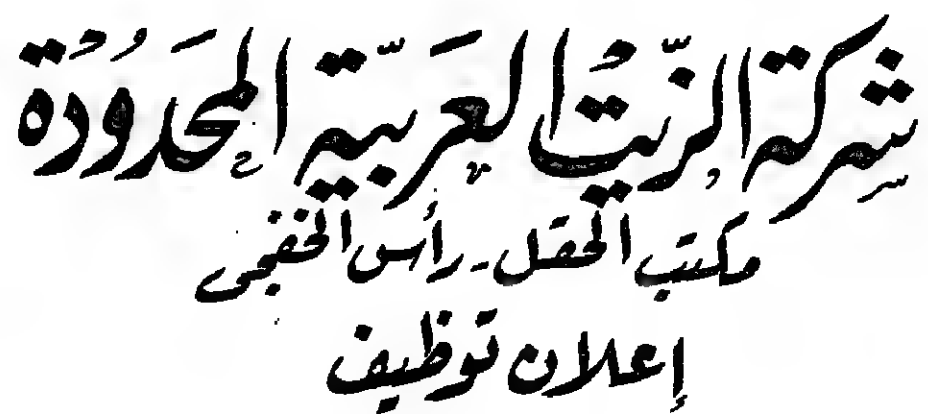 شركة الزيت العربية المحدودة
مكتب الحقل - رأس الخفجي
إعلان توظيف